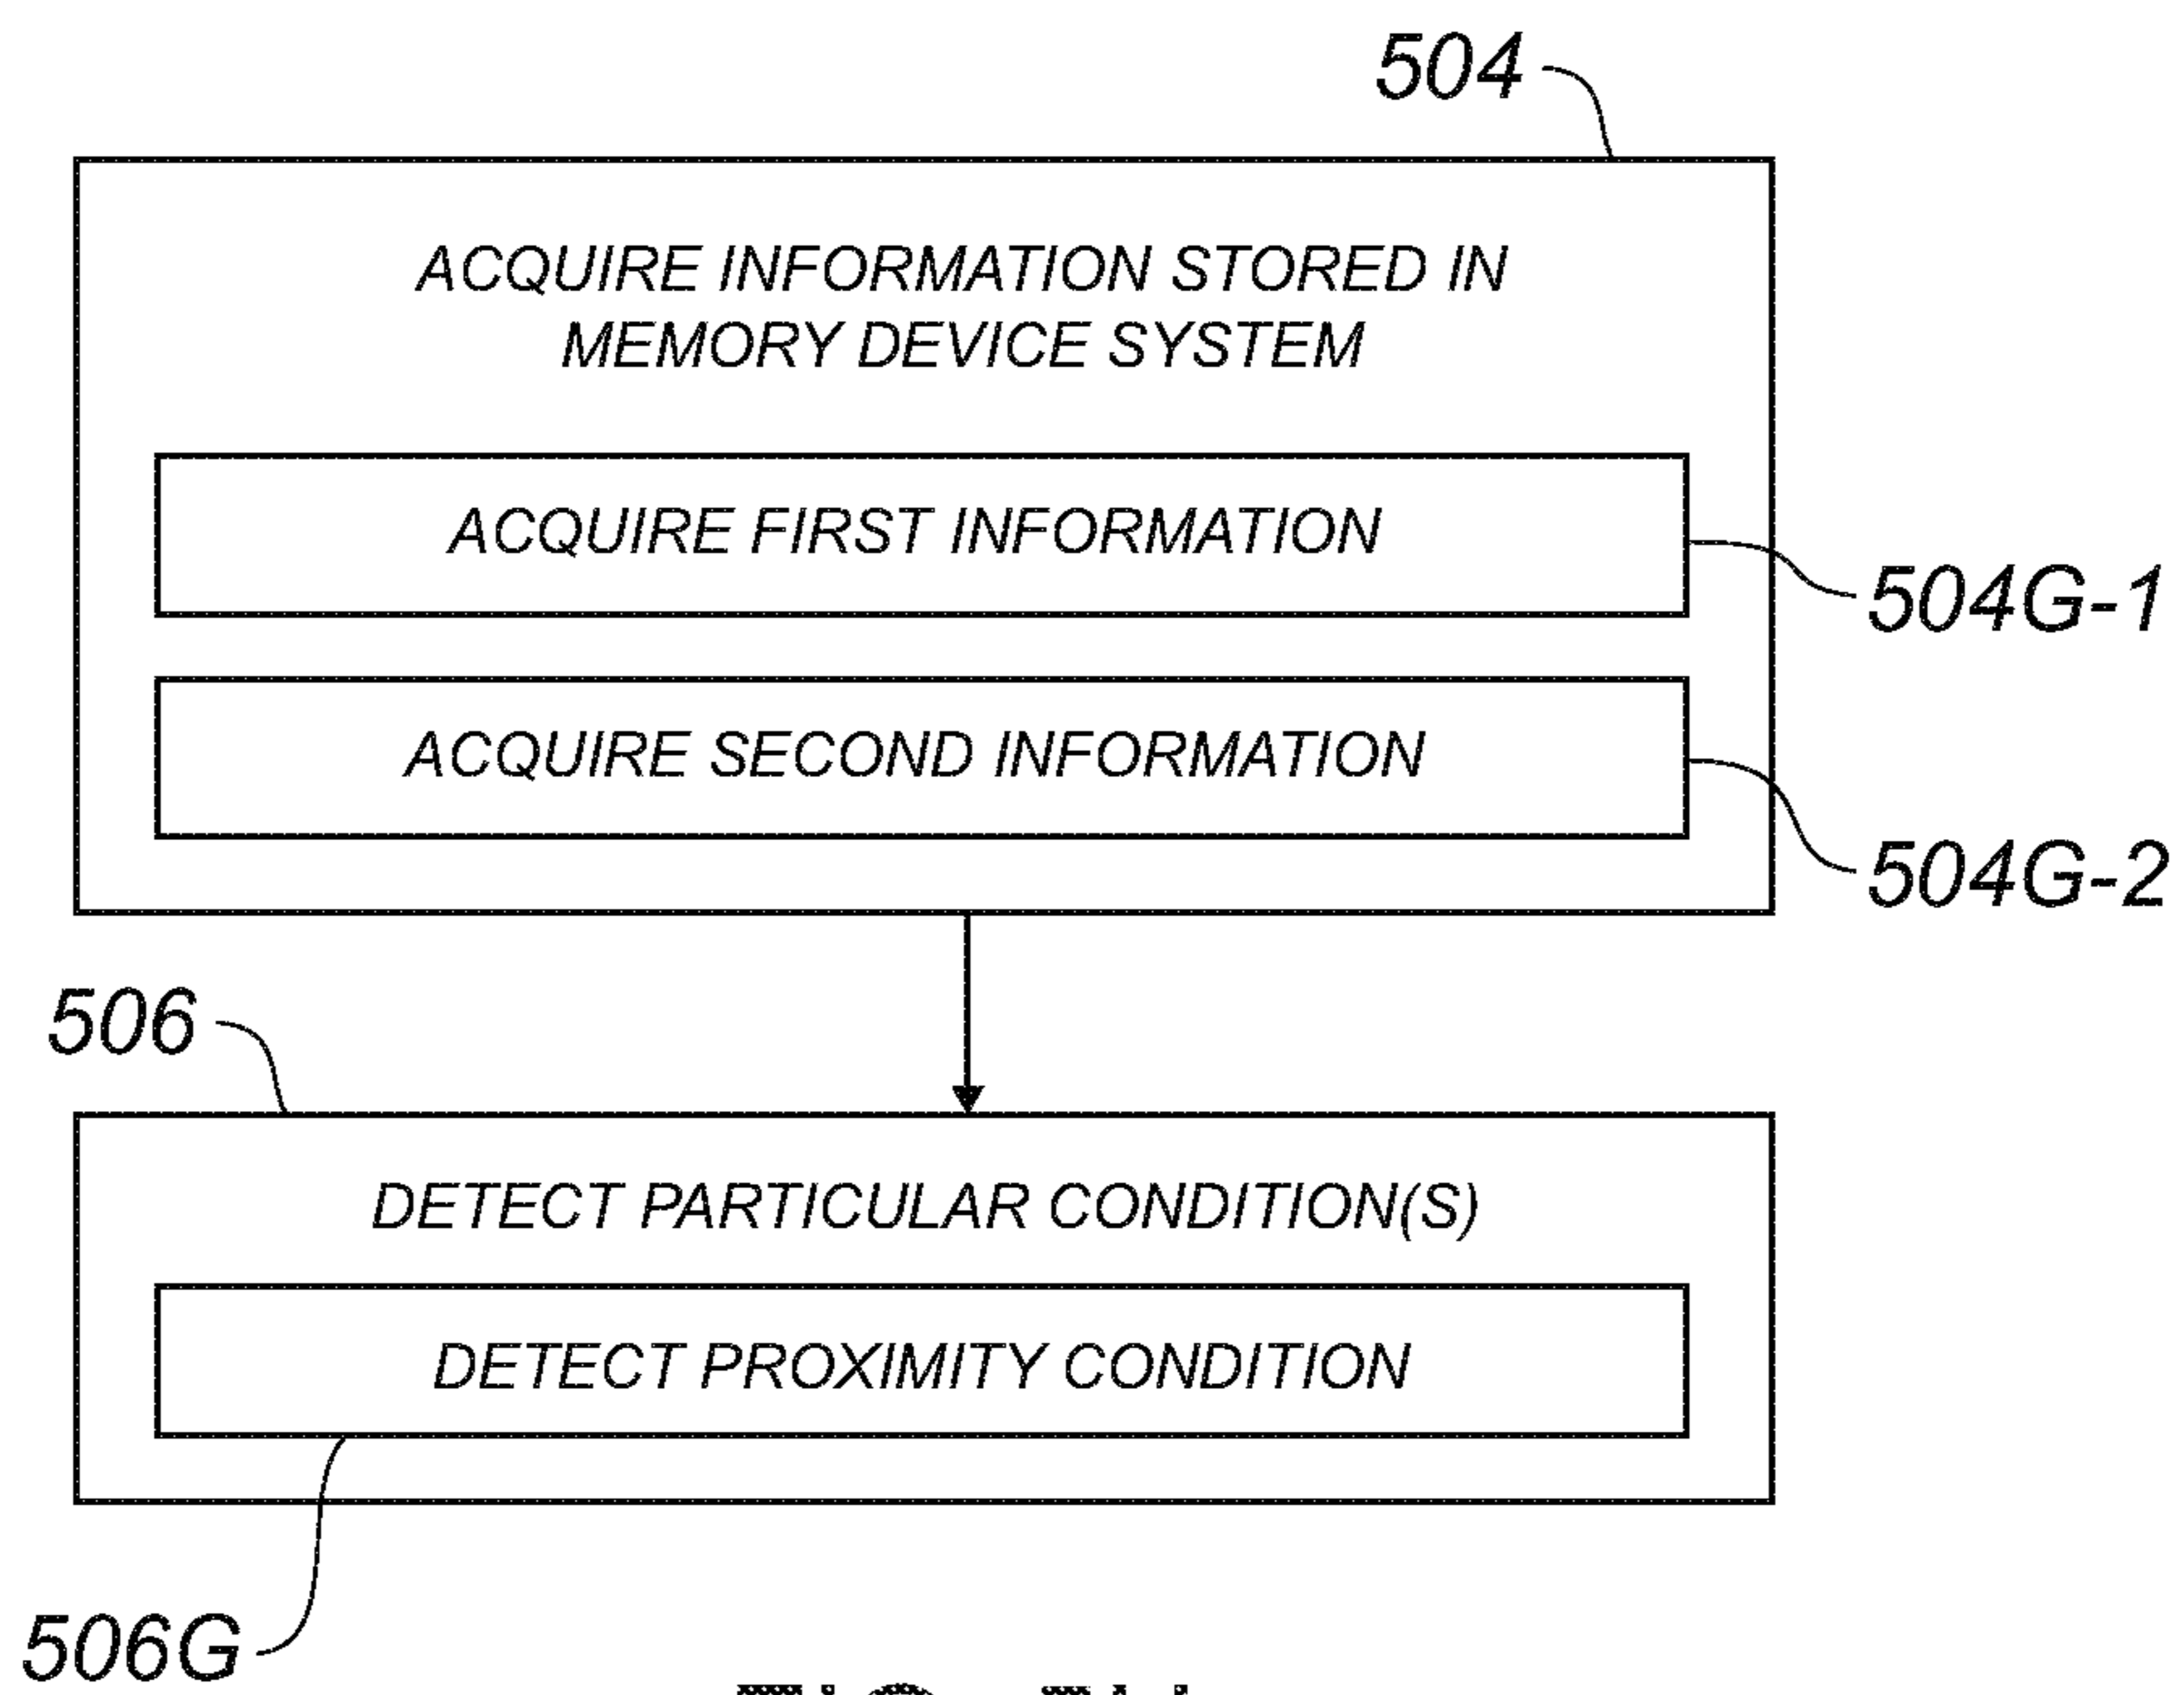 504
ACQUIRE INFORMATION STORED IN
MEMORY DEVICE SYSTEM
ACQUIRE FIRST INFORMATION
504G-1
ACQUIRE SECOND INFORMATION
504G-2
506
DETECT PARTICULAR CONDITION(S)
DETECT PROXIMITY CONDITION
506G